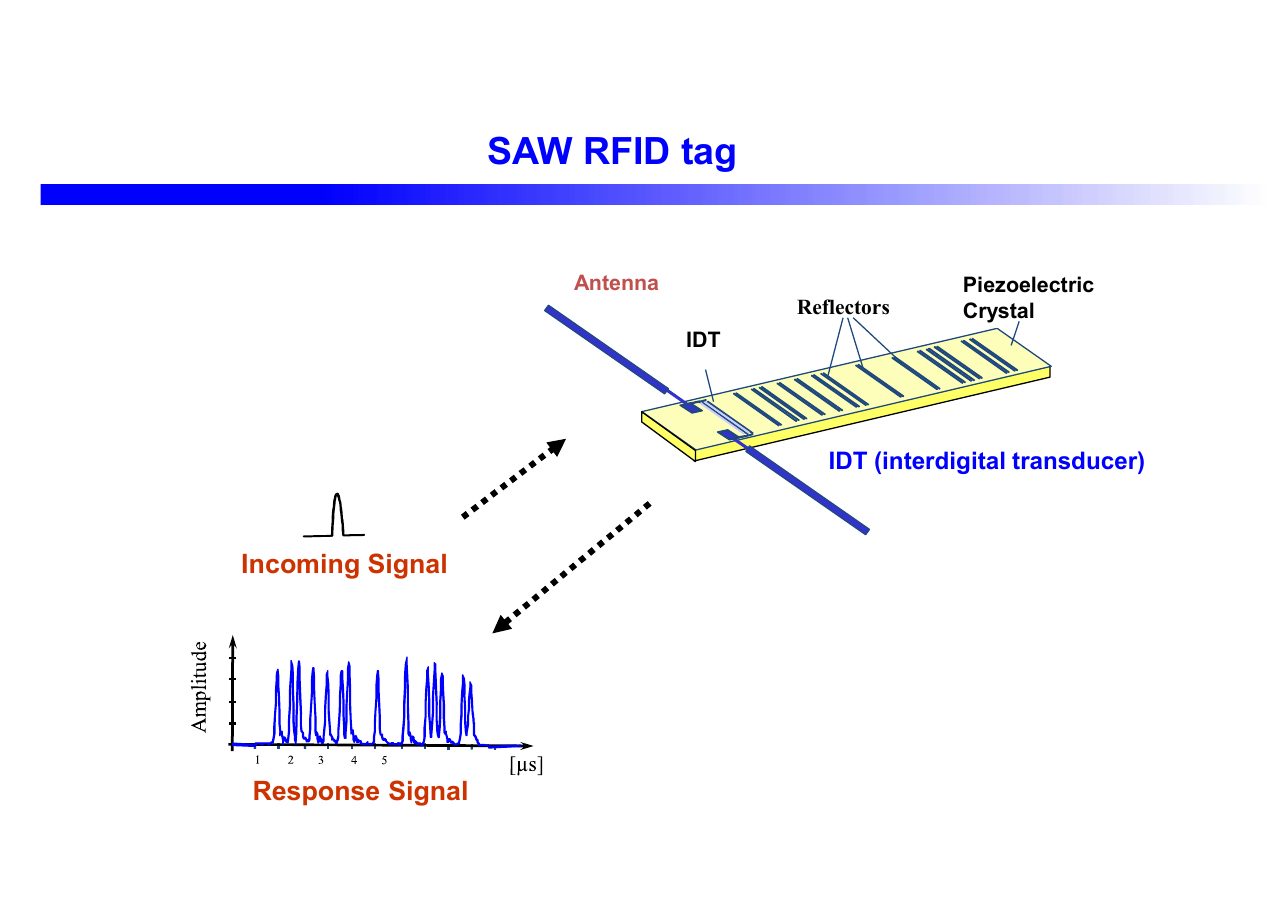 SAW RFID tag
Antenna
IDT
Reflectors
Piezoelectric
Crystal
IDT (interdigital transducer)
Incoming Signal
Amplitude
1 2 3 4 5
[µs]
Response Signal